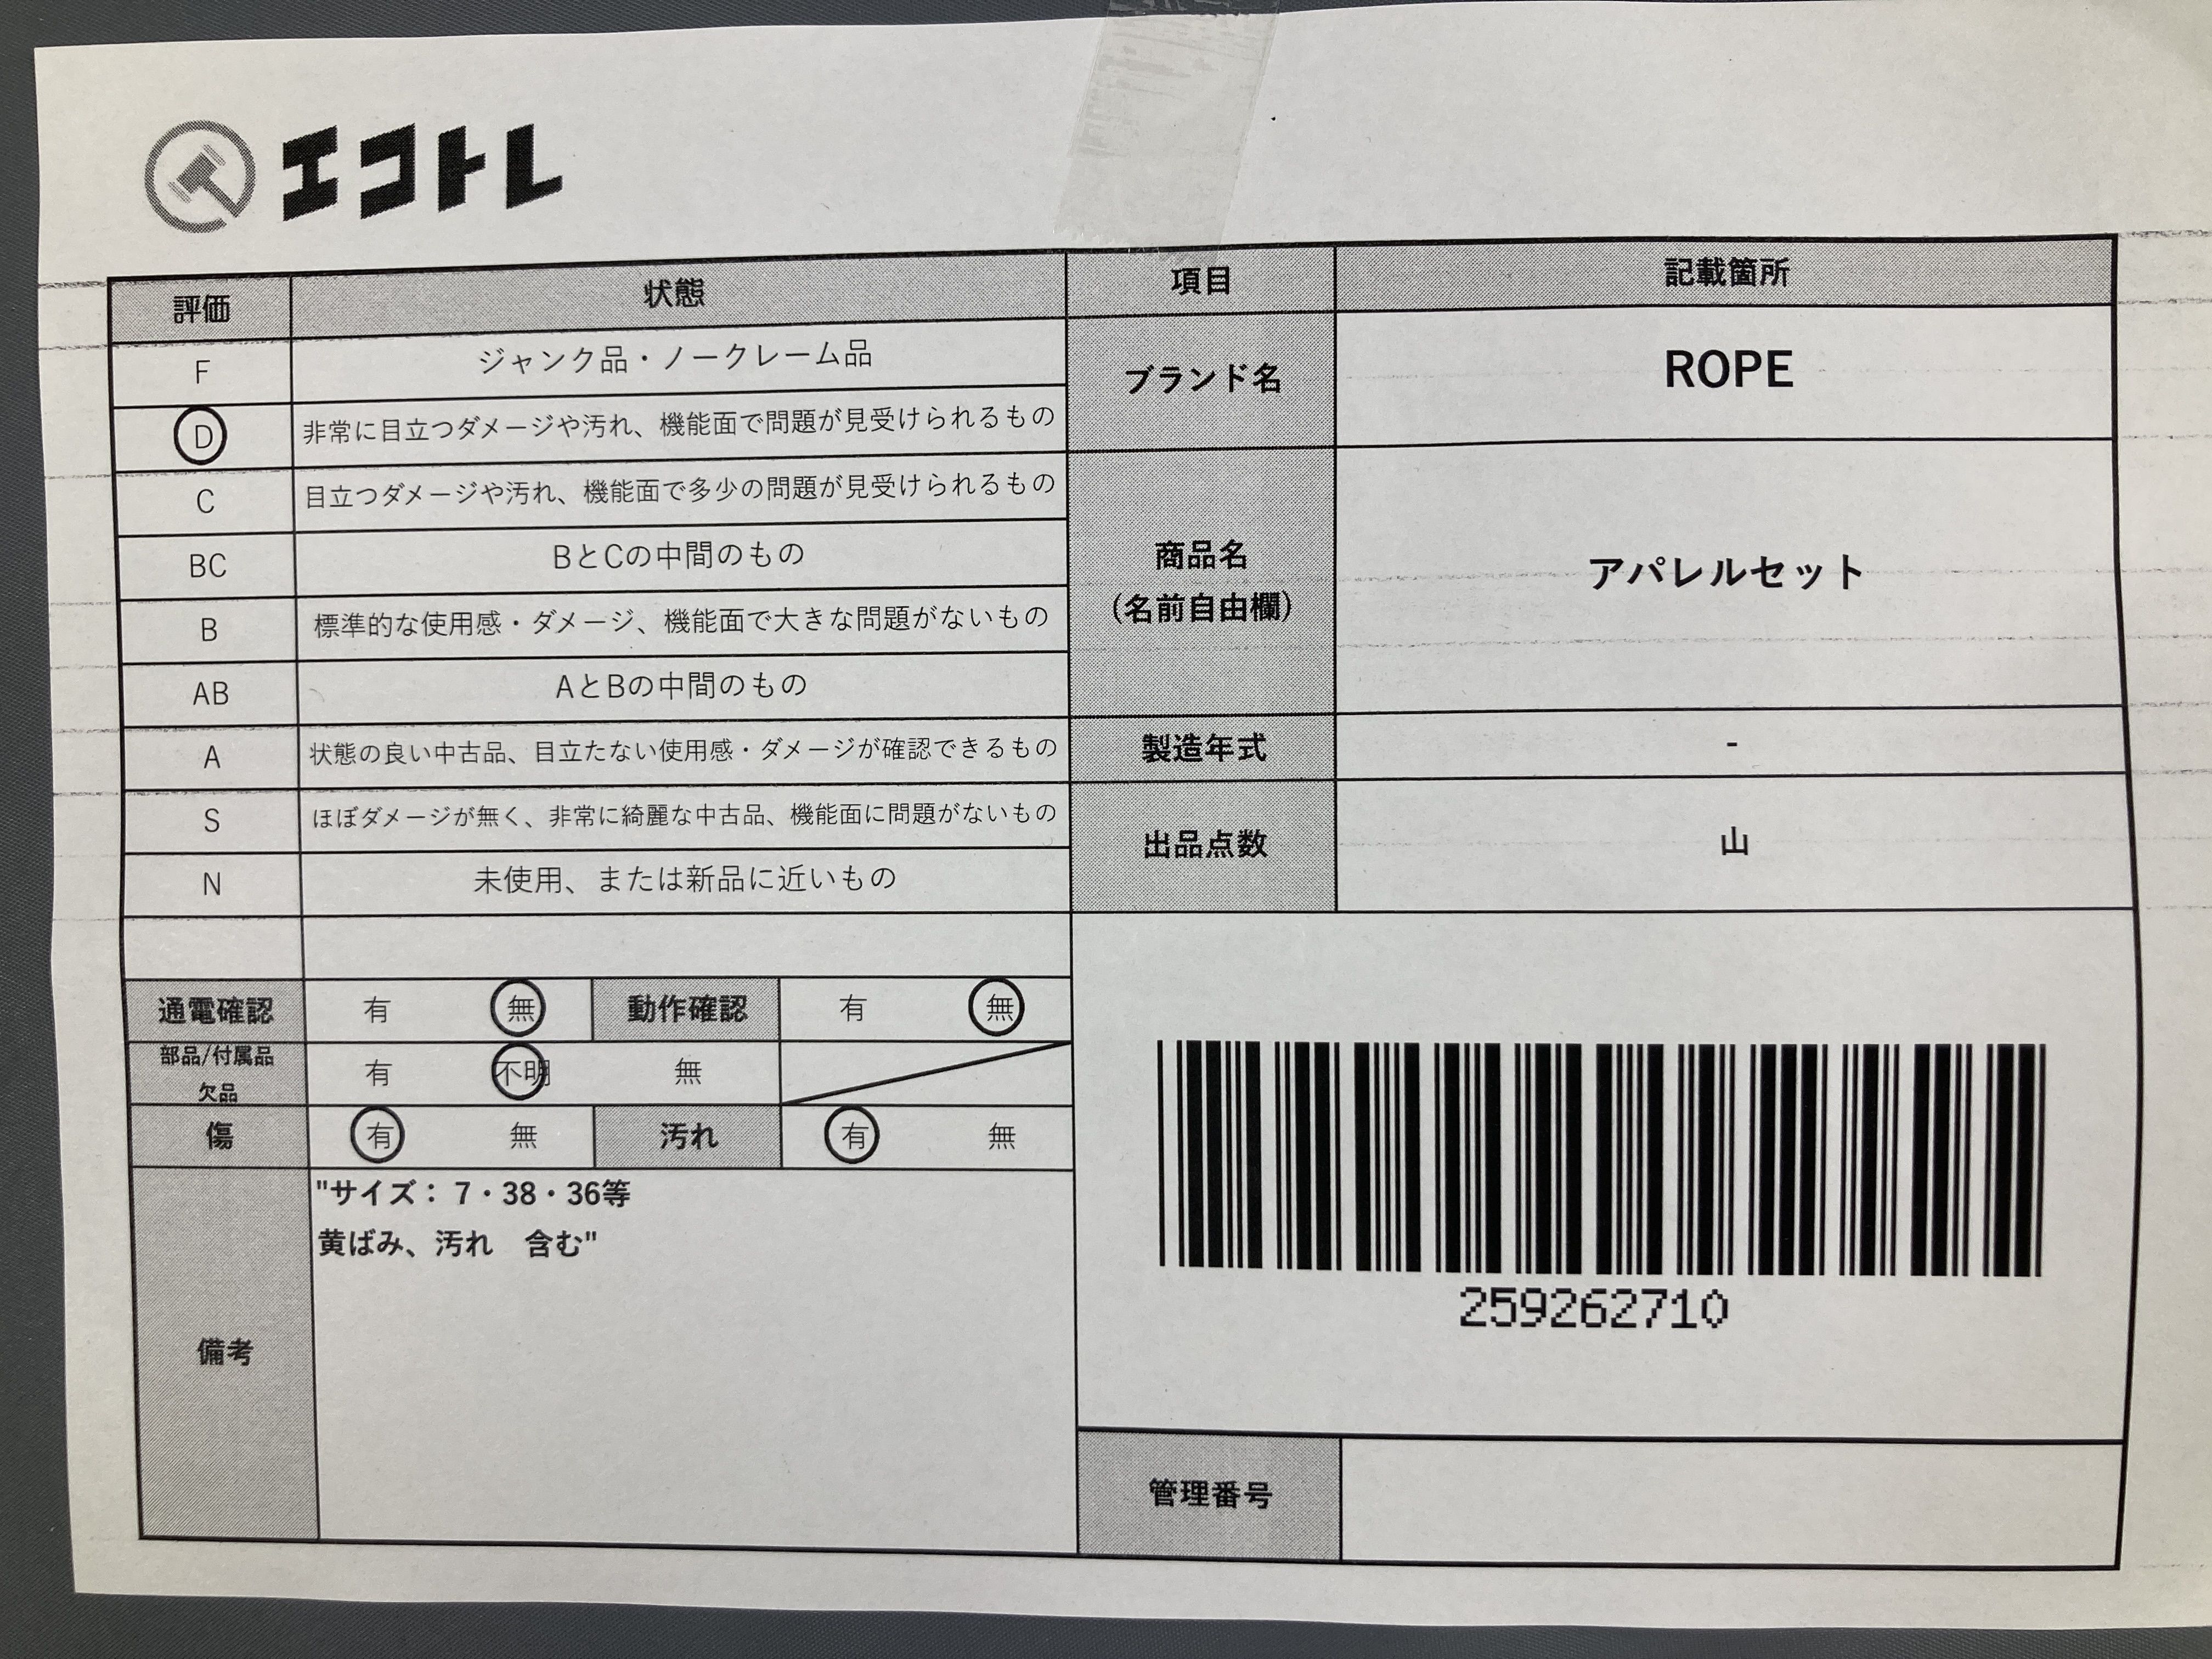 エコトレ
評価 状態 項目 記載箇所
F ジャンク品・ノークレーム品
D 非常に目立つダメージや汚れ、機能面で問題が見受けられるもの
ブランド名 ROPE
C 目立つダメージや汚れ、機能面で多少の問題が見受けられるもの
BC BとCの中間のもの
B 標準的な使用感・ダメージ、機能面で大きな問題がないもの
商品名
(名前自由欄)
アパレルセット
AB AとBの中間のもの
A 状態の良い中古品、目立たない使用感・ダメージが確認できるもの
製造年式 -
S ほぼダメージが無く、非常に綺麗な中古品、機能面に問題がないもの
出品点数 山
N 未使用、または新品に近いもの
通電確認 有 無 動作確認 有 無
部品/付属品
欠品
有 不明 無
傷 有 無 汚れ 有 無
備考
"サイズ：7・38・36等
黄ばみ、汚れ　含む"
259262710
管理番号